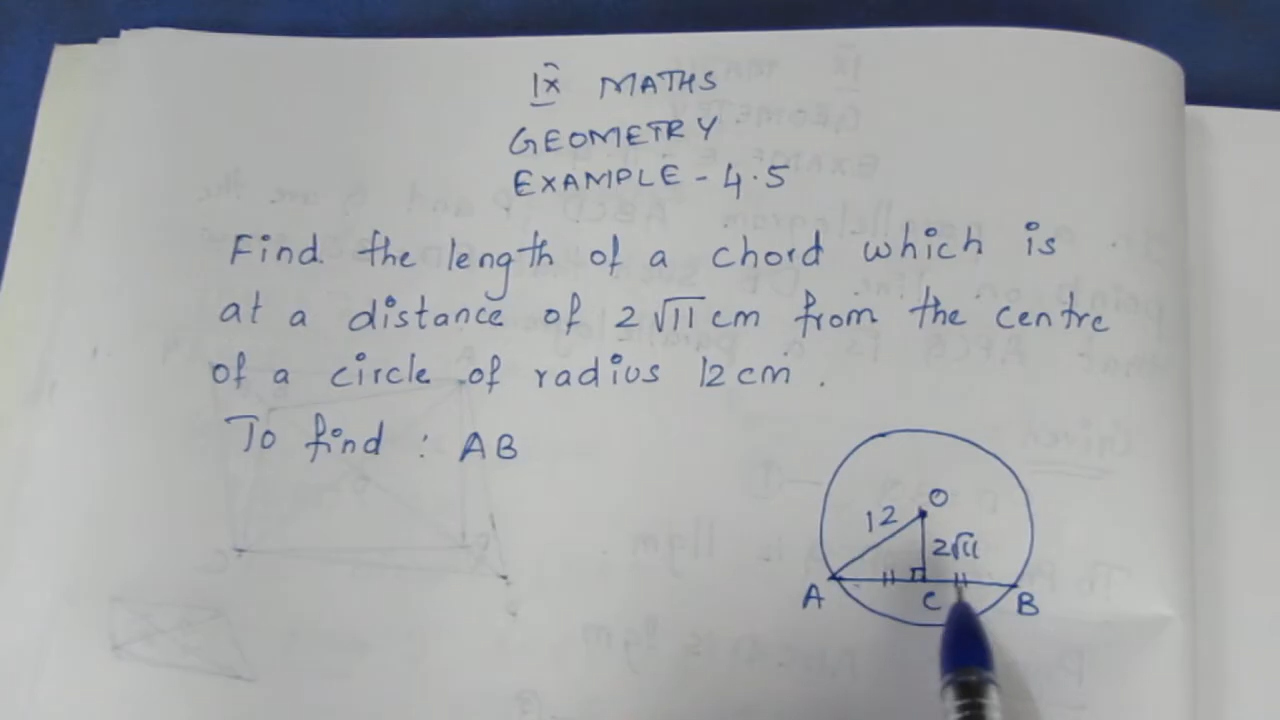 IX MATHS
GEOMETRY
EXAMPLE - 4.5
Find the length of a chord which is
at a distance of 2√11 cm from the centre
of a circle of radius 12 cm.
To find : AB
O
12
2√11
A
C
B